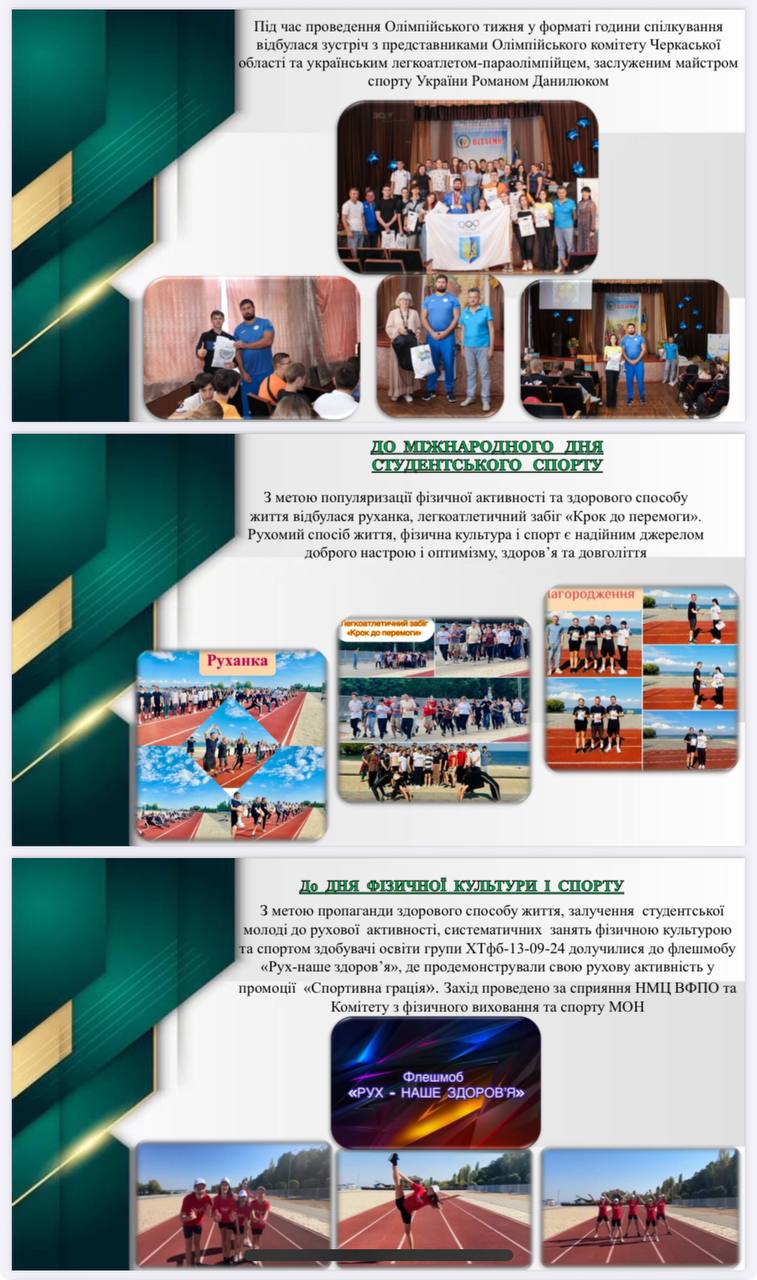 Під час проведення Олімпійського тижня у форматі години спілкування
відбулася зустріч з представниками Олімпійського комітету Черкаської
області та українським легкоатлетом-параолімпійцем, заслуженим майстром
спорту України Романом Данилюком
ДО МІЖНАРОДНОГО ДНЯ
СТУДЕНТСЬКОГО СПОРТУ
З метою популяризації фізичної активності та здорового способу
життя відбулася руханка, легкоатлетичний забіг «Крок до перемоги».
Рухомий спосіб життя, фізична культура і спорт є надійним джерелом
доброго настрою і оптимізму, здоров’я та довголіття
агородження
легкоатлетичний забіг
«Крок до перемоги»
Руханка
До ДНЯ ФІЗИЧНОЇ КУЛЬТУРИ І СПОРТУ
З метою пропаганди здорового способу життя, залучення студентської
молоді до рухової активності, систематичних занять фізичною культурою
та спортом здобувачі освіти групи ХТфб-13-09-24 долучилися до флешмобу
«Рух-наше здоров’я», де продемонстрували свою рухову активність у
промоції «Спортивна грація». Захід проведено за сприяння НМЦ ВФПО та
Комітету з фізичного виховання та спорту МОН
Флешмоб
«РУХ - НАШЕ ЗДОРОВ'Я»